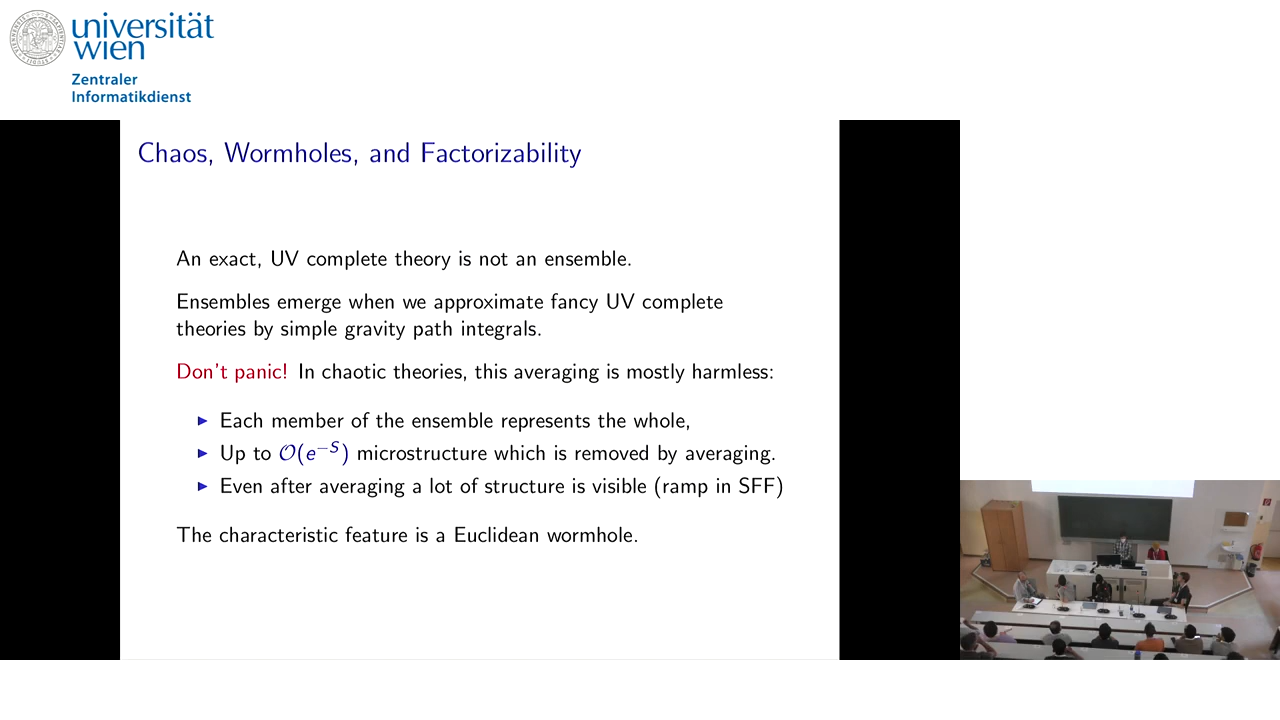 universität
wien
Zentraler
Informatikdienst
Chaos, Wormholes, and Factorizability
An exact, UV complete theory is not an ensemble.
Ensembles emerge when we approximate fancy UV complete
theories by simple gravity path integrals.
Don't panic! In chaotic theories, this averaging is mostly harmless:
▶ Each member of the ensemble represents the whole,
▶ Up to 𝒪(e⁻ˢ) microstructure which is removed by averaging.
▶ Even after averaging a lot of structure is visible (ramp in SFF)
The characteristic feature is a Euclidean wormhole.